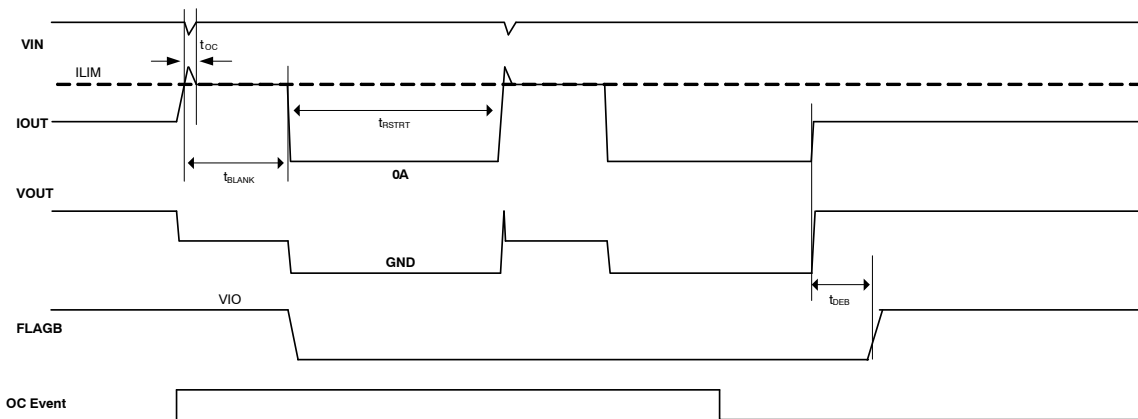 VIN
tOC
ILIM
IOUT
tRSTRT
tBLANK
0A
VOUT
GND
tDEB
VIO
FLAGB
OC Event